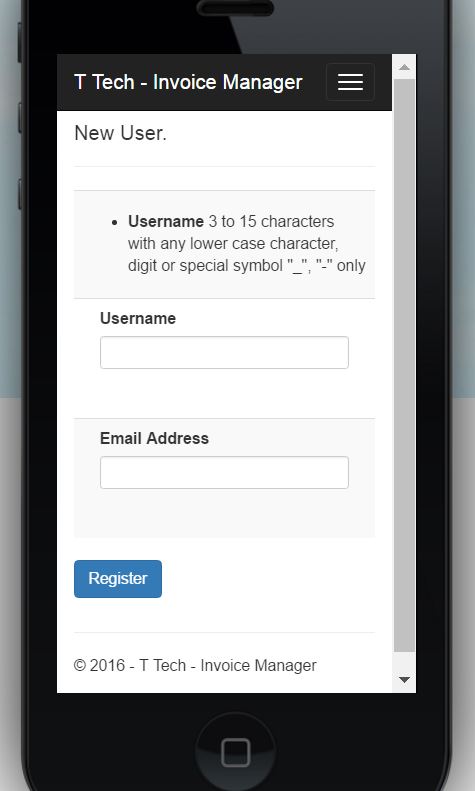 T Tech - Invoice Manager
New User.
Username 3 to 15 characters
with any lower case character,
digit or special symbol "_", "-" only
Username
Email Address
Register
© 2016 - T Tech - Invoice Manager